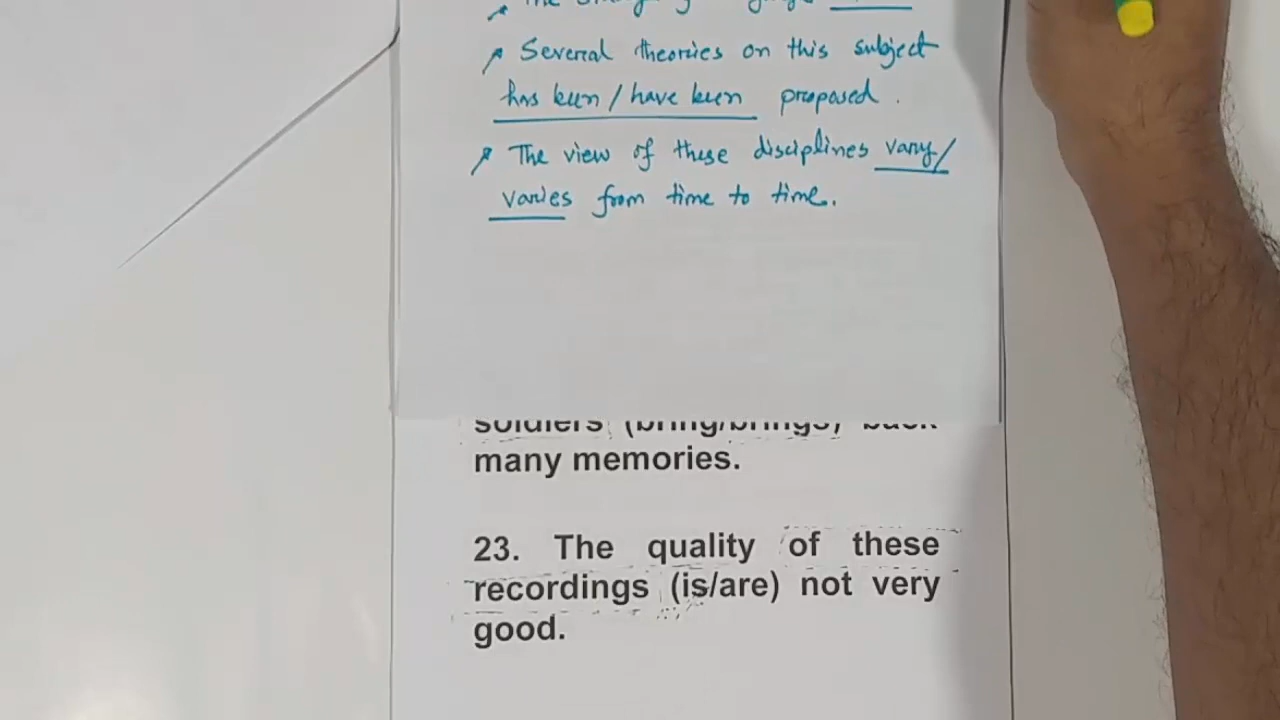 Several theories on this subject
has been / have been proposed.
The view of these disciplines vary/
varies from time to time.
many memories.
23. The quality of these
recordings (is/are) not very
good.